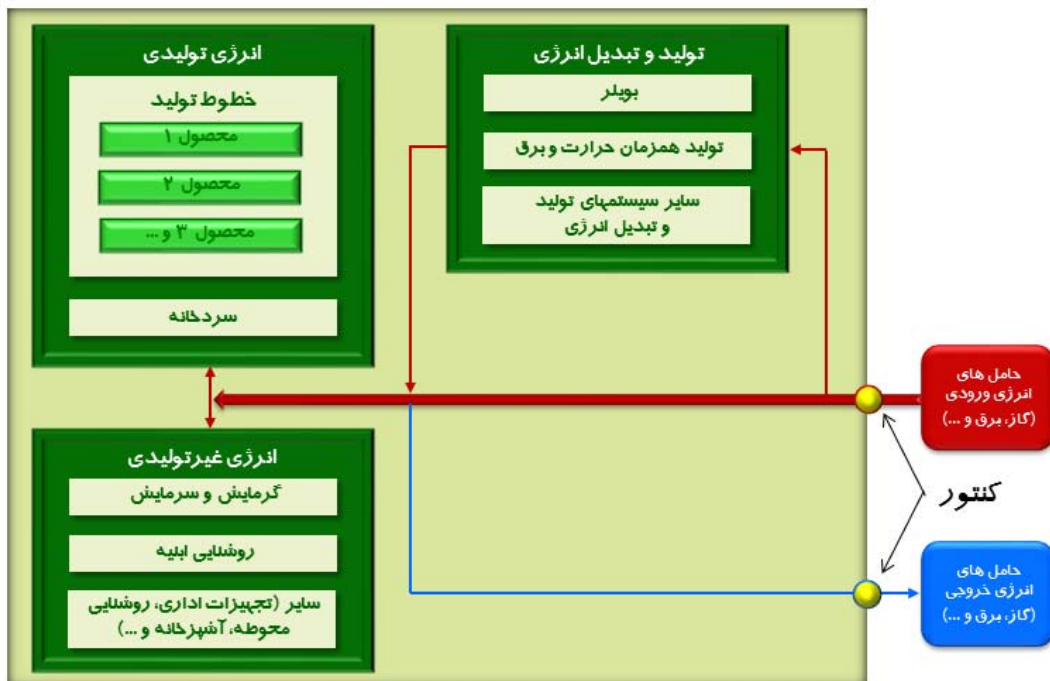 انرژی تولیدی
خطوط تولید
محصول ۱
محصول ۲
محصول ۳ و...
سردخانه
تولید و تبدیل انرژی
بویلر
تولید همزمان حرارت و برق
سایر سیستمهای تولید
و تبدیل انرژی
حامل های
انرژی ورودی
(گاز، برق و ...)
کنتور
حامل های
انرژی خروجی
(گاز، برق و ...)
انرژی غیرتولیدی
گرمایش و سرمایش
روشنایی ابنیه
سایر (تجهیزات اداری، روشنایی
محوطه، آشپزخانه و ...)